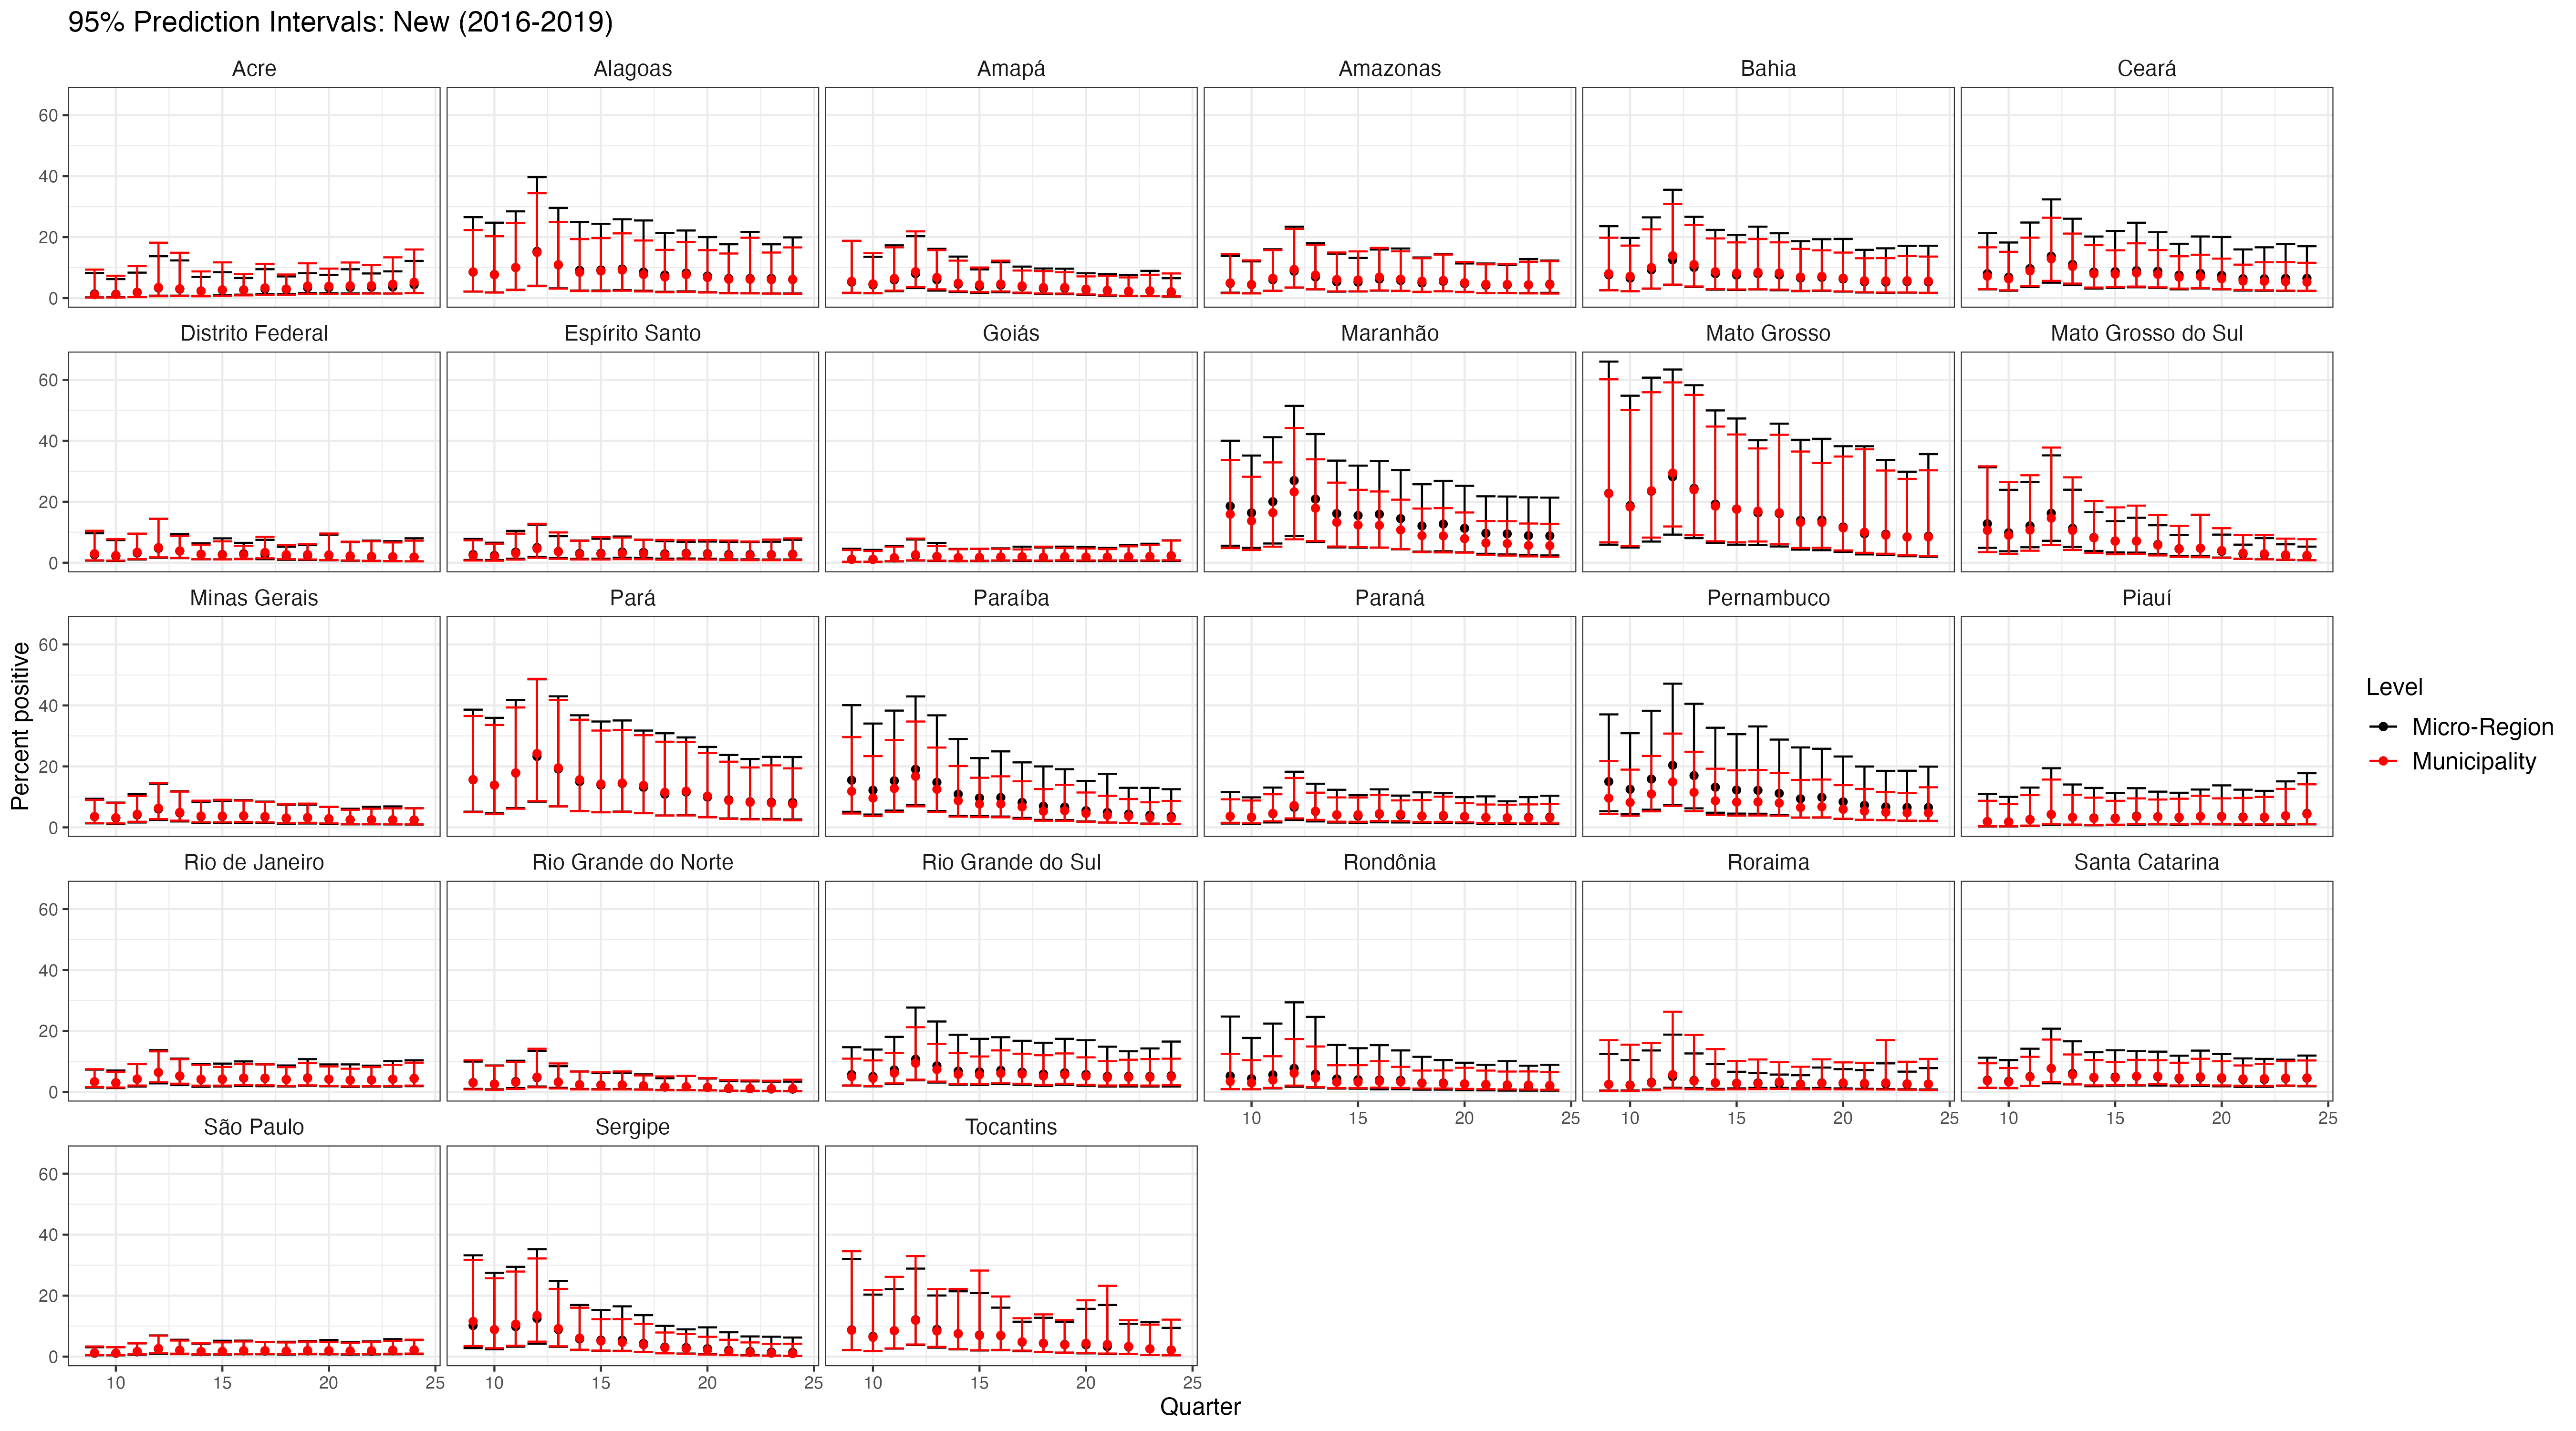 95% Prediction Intervals: New (2016-2019)
Acre Alagoas Amapá Amazonas Bahia Ceará
60
40
20
0
Distrito Federal Espírito Santo Goiás Maranhão Mato Grosso Mato Grosso do Sul
60
40
20
0
Minas Gerais Pará Paraíba Paraná Pernambuco Piauí
60
40
20
0
Percent positive
Level
Micro-Region
Municipality
Rio de Janeiro Rio Grande do Norte Rio Grande do Sul Rondônia Roraima Santa Catarina
60
40
20
0
10 15 20 25 10 15 20 25 10 15 20 25
São Paulo Sergipe Tocantins
60
40
20
0
10 15 20 25 10 15 20 25 10 15 20 25
Quarter